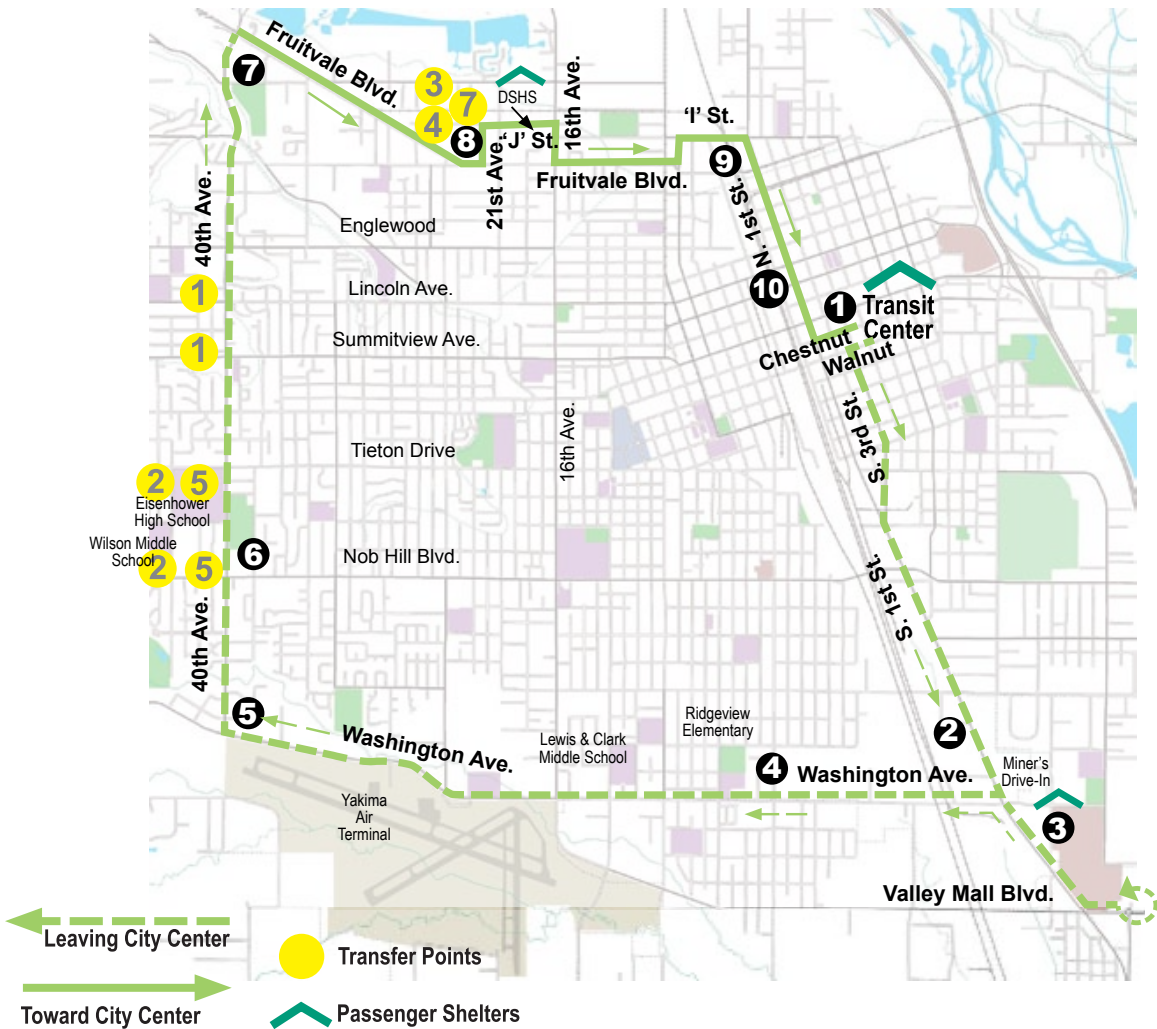 Fruitvale Blvd.
7
3
7
4
8
DSHS
'J' St.
21st Ave.
16th Ave.
Fruitvale Blvd.
'I' St.
9
N. 1st St.
10
1
Transit
Center
Chestnut
Walnut
40th Ave.
Englewood
1
Lincoln Ave.
1
Summitview Ave.
Tieton Drive
16th Ave.
S. 3rd St.
2
5
Eisenhower
High School
Wilson Middle
School
2
5
6
Nob Hill Blvd.
S. 1st St.
40th Ave.
5
Washington Ave.
Lewis & Clark
Middle School
Ridgeview
Elementary
4
Washington Ave.
2
Miner's
Drive-In
3
Yakima
Air
Terminal
Valley Mall Blvd.
Leaving City Center
Toward City Center
Transfer Points
Passenger Shelters